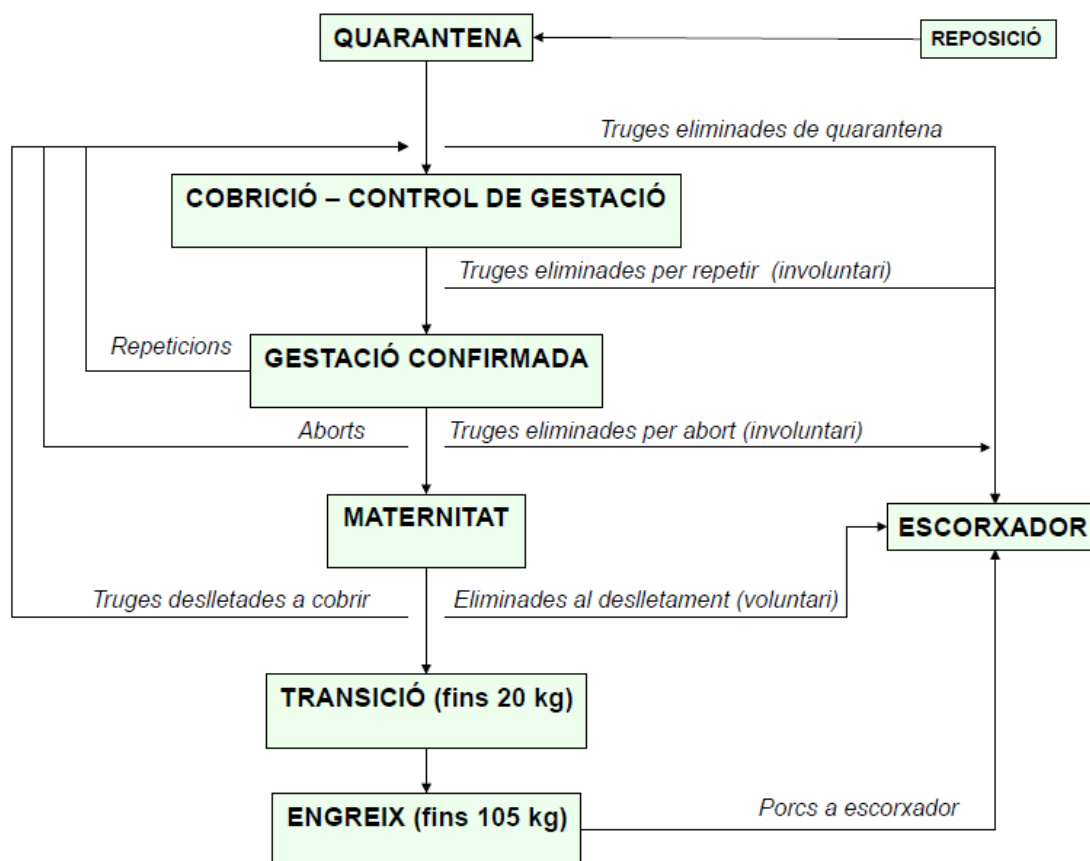 QUARANTENA
REPOSICIÓ
Truges eliminades de quarantena
COBRICIÓ – CONTROL DE GESTACIÓ
Truges eliminades per repetir (involuntari)
Repeticions
GESTACIÓ CONFIRMADA
Aborts
Truges eliminades per abort (involuntari)
MATERNITAT
ESCORXADOR
Truges deslletades a cobrir
Eliminades al deslletament (voluntari)
TRANSICIÓ (fins 20 kg)
ENGREIX (fins 105 kg)
Porcs a escorxador